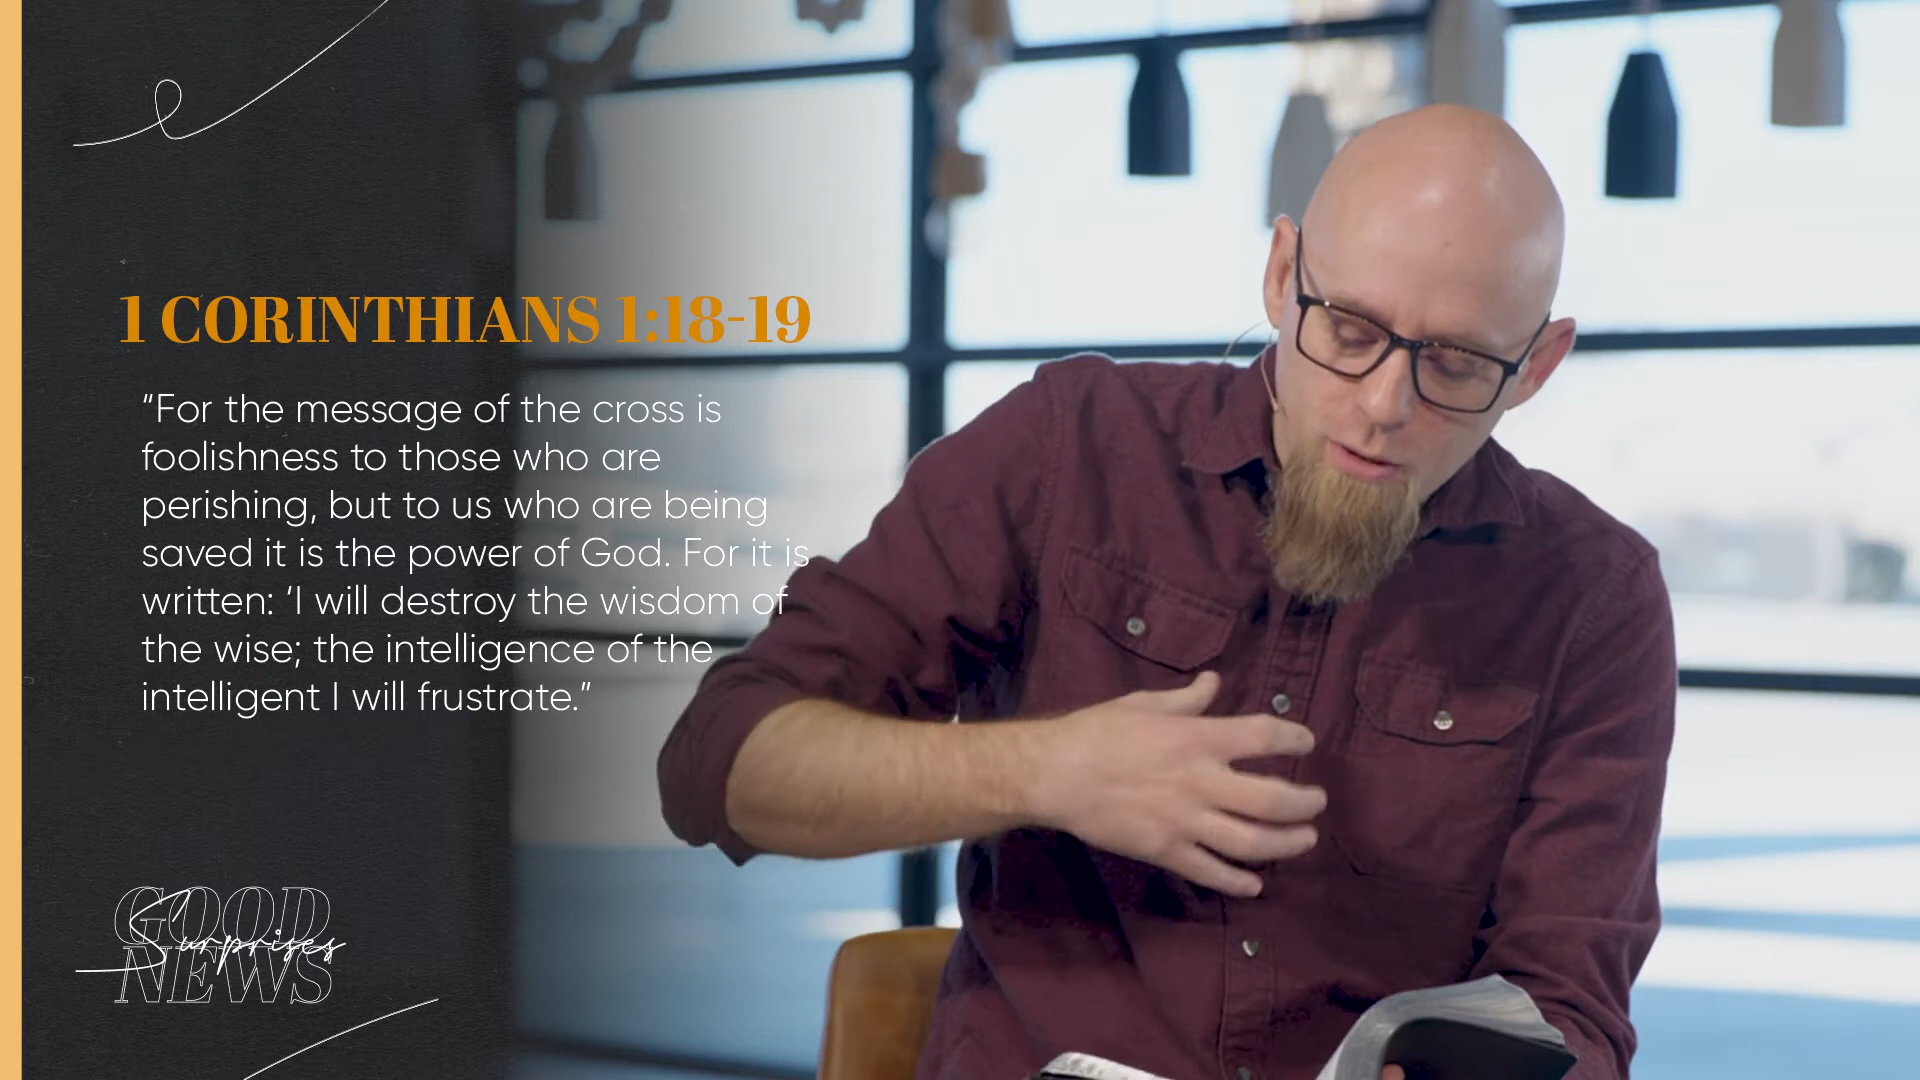 1 CORINTHIANS 1:18-19
“For the message of the cross is
foolishness to those who are
perishing, but to us who are being
saved it is the power of God. For it is
written: ‘I will destroy the wisdom of
the wise; the intelligence of the
intelligent I will frustrate.”
GOOD
Surprises
NEWS